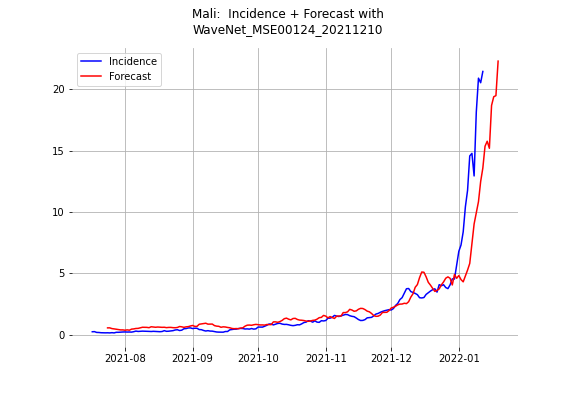 Mali:  Incidence + Forecast with
WaveNet_MSE00124_20211210
Incidence
Forecast
20
15
10
5
0
2021-08
2021-09
2021-10
2021-11
2021-12
2022-01